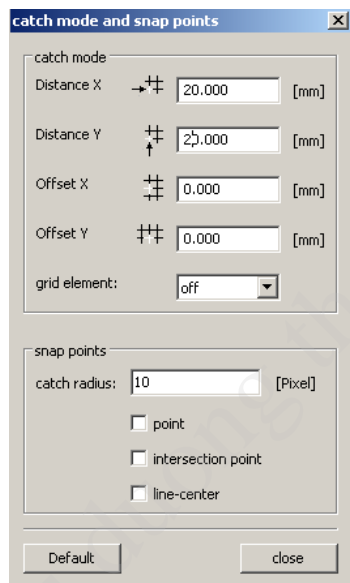 catch mode and snap points
catch mode
Distance X 20.000 [mm]
Distance Y 20.000 [mm]
Offset X 0.000 [mm]
Offset Y 0.000 [mm]
grid element: off
snap points
catch radius: 10 [Pixel]
point
intersection point
line-center
Default close